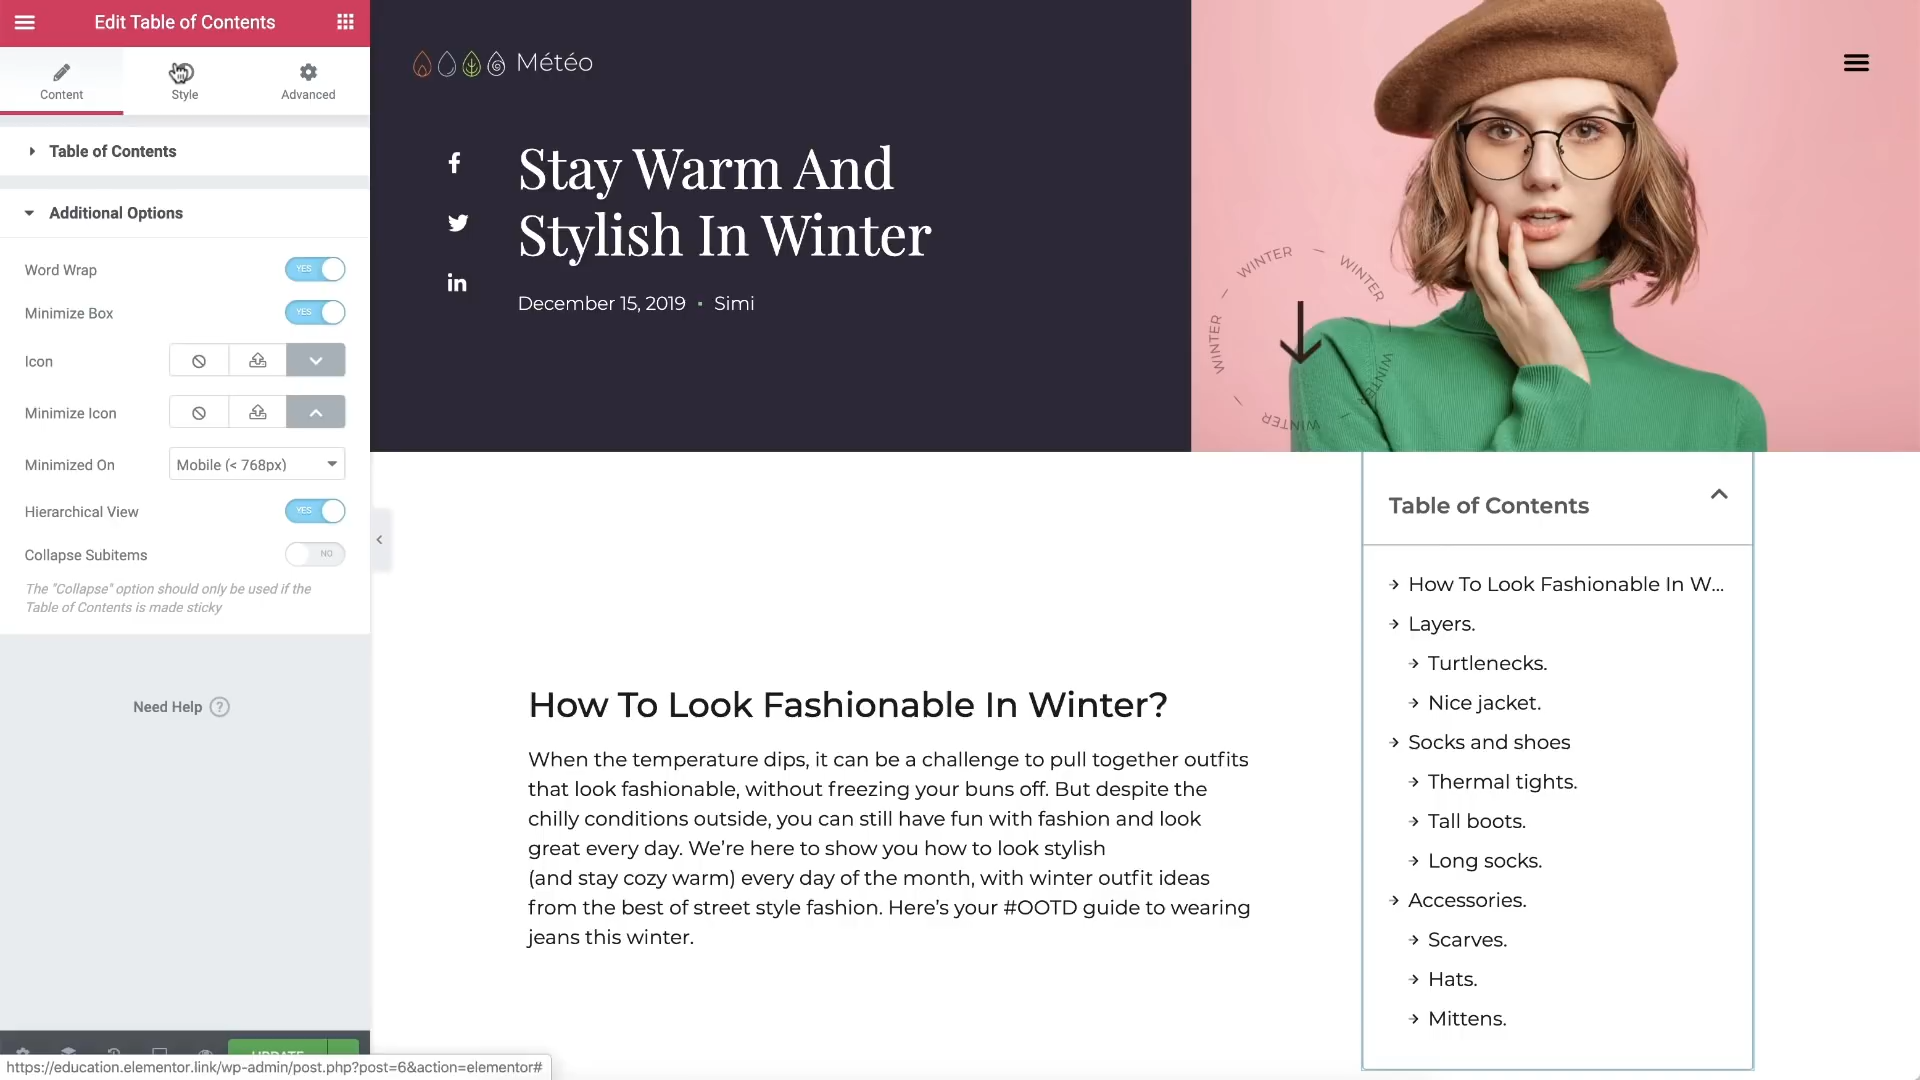 Edit Table of Contents
Content
Style
Advanced
Table of Contents
Additional Options
Word Wrap
YES
Minimize Box
YES
Icon
Minimize Icon
Minimized On
Mobile (< 768px)
Hierarchical View
YES
Collapse Subitems
NO
The "Collapse" option should only be used if the
Table of Contents is made sticky
Need Help
?
UPDATE
https://education.elementor.link/wp-admin/post.php?post=6&action=elementor#
Météo
Stay Warm And
Stylish In Winter
December 15, 2019 • Simi
WINTER — WINTER — WINTER — WINTER — WINTER —
How To Look Fashionable In Winter?
When the temperature dips, it can be a challenge to pull together outfits
that look fashionable, without freezing your buns off. But despite the
chilly conditions outside, you can still have fun with fashion and look
great every day. We’re here to show you how to look stylish
(and stay cozy warm) every day of the month, with winter outfit ideas
from the best of street style fashion. Here’s your #OOTD guide to wearing
jeans this winter.
Table of Contents
How To Look Fashionable In W...
Layers.
Turtlenecks.
Nice jacket.
Socks and shoes
Thermal tights.
Tall boots.
Long socks.
Accessories.
Scarves.
Hats.
Mittens.